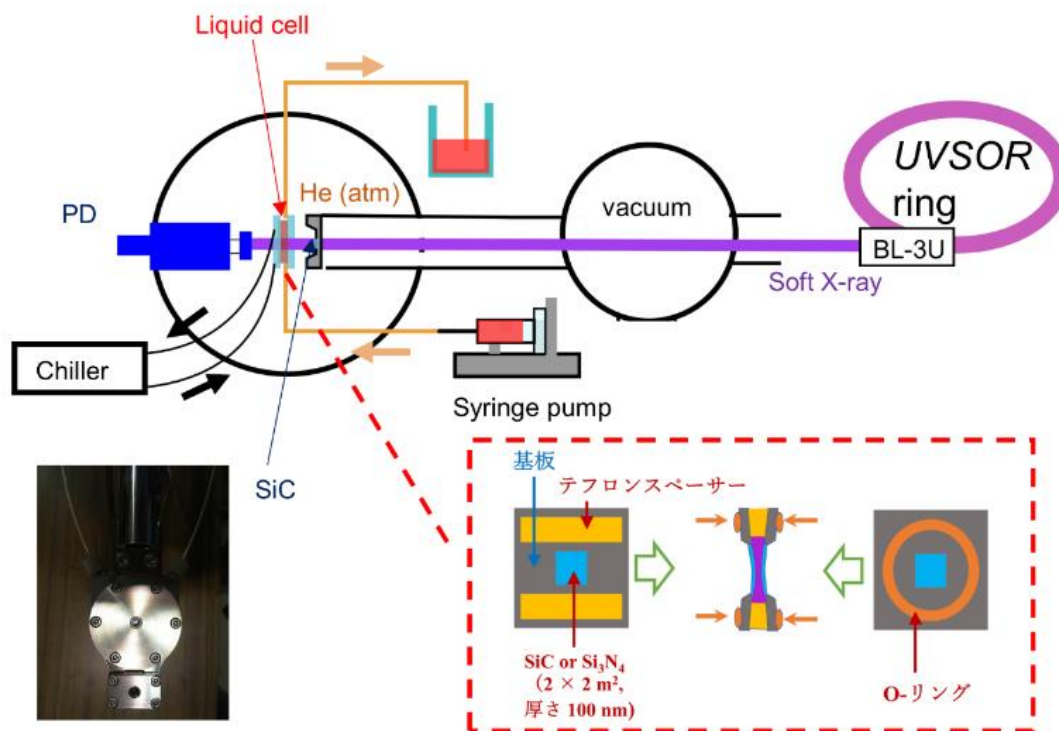 Liquid cell
He (atm)
PD
vacuum
UVSOR
ring
BL-3U
Soft X-ray
Chiller
Syringe pump
SiC
基板
テフロンスペーサー
SiC or Si₃N₄
(2 × 2 m²,
厚さ 100 nm)
O-リング